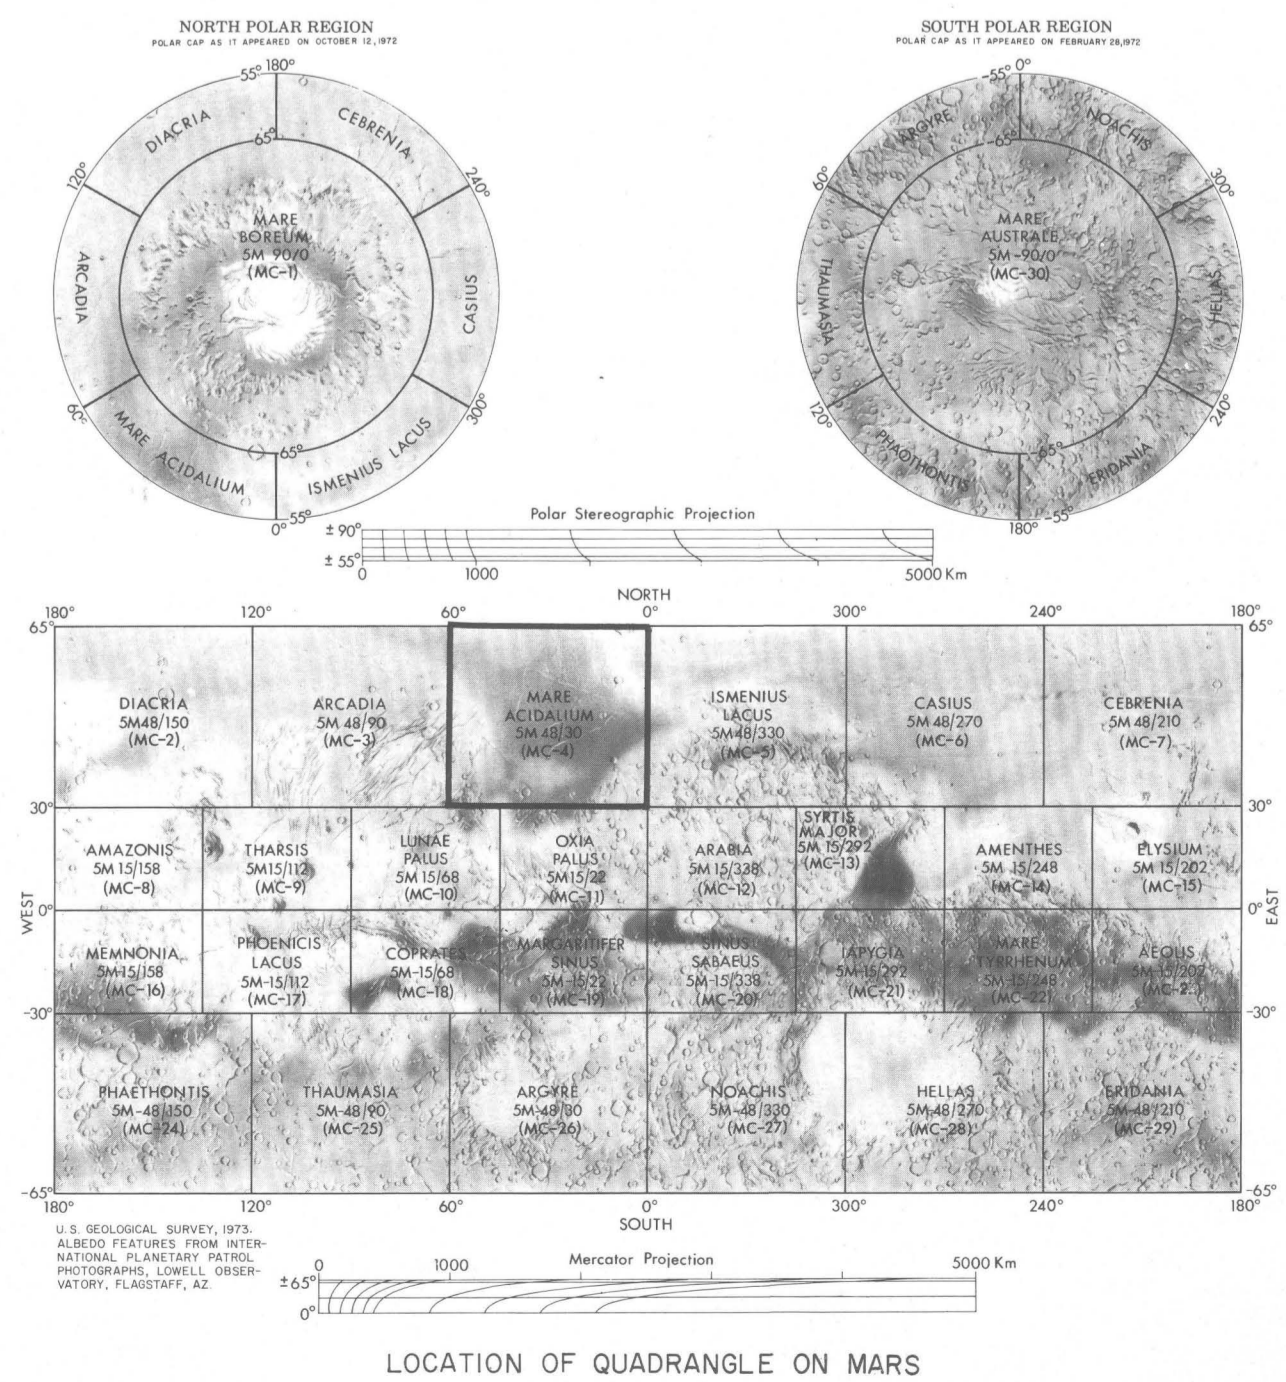 NORTH POLAR REGION
POLAR CAP AS IT APPEARED ON OCTOBER 12, 1972
55° 180°
DIACRIA
CEBRENIA
65°
120°
240°
MARE
BOREUM
5M 90/0
(MC-1)
ARCADIA
CASIUS
60°
300°
MARE ACIDALIUM
ISMENIUS LACUS
65°
0° 55°
SOUTH POLAR REGION
POLAR CAP AS IT APPEARED ON FEBRUARY 28, 1972
-55° 0°
ARGYRE
NOACHIS
-65°
60°
300°
MARE
AUSTRALE
5M -90/0
(MC-30)
THAUMASIA
HELLAS
120°
240°
PHAOTHONTIS
ERIDANIA
-65°
180° -55°
Polar Stereographic Projection
± 90°
± 55°
0 1000 5000 Km
NORTH
180° 120° 60° 0° 300° 240° 180°
65° 65°
DIACRIA
5M48/150
(MC-2)
ARCADIA
5M 48/90
(MC-3)
MARE
ACIDALIUM
5M 48/30
(MC-4)
ISMENIUS
LACUS
5M48/330
(MC-5)
CASIUS
5M 48/270
(MC-6)
CEBRENIA
5M 48/210
(MC-7)
30° 30°
AMAZONIS
5M 15/158
(MC-8)
THARSIS
5M15/112
(MC-9)
LUNAE
PALUS
5M 15/68
(MC-10)
OXIA
PALUS
5M15/22
(MC-11)
ARABIA
5M 15/338
(MC-12)
SYRTIS
MAJOR
5M 15/292
(MC-13)
AMENTHES
5M 15/248
(MC-14)
ELYSIUM
5M 15/202
(MC-15)
WEST
EAST
0° 0°
MEMNONIA
5M-15/158
(MC-16)
PHOENICIS
LACUS
5M-15/112
(MC-17)
COPRATES
5M-15/68
(MC-18)
MARGARITIFER
SINUS
5M-15/22
(MC-19)
SINUS
SABAEUS
5M-15/338
(MC-20)
IAPYGIA
5M-15/292
(MC-21)
MARE
TYRRHENUM
5M-15/248
(MC-22)
AEOLIS
5M-15/202
(MC-23)
-30° -30°
PHAETHONTIS
5M-48/150
(MC-24)
THAUMASIA
5M-48/90
(MC-25)
ARGYRE
5M-48/30
(MC-26)
NOACHIS
5M-48/330
(MC-27)
HELLAS
5M-48/270
(MC-28)
ERIDANIA
5M-48/210
(MC-29)
-65° -65°
180° 120° 60° 0° 300° 240° 180°
SOUTH
U.S. GEOLOGICAL SURVEY, 1973.
ALBEDO FEATURES FROM INTER-
NATIONAL PLANETARY PATROL
PHOTOGRAPHS, LOWELL OBSER-
VATORY, FLAGSTAFF, AZ.
Mercator Projection
0 1000 5000 Km
±65°
0°
LOCATION OF QUADRANGLE ON MARS